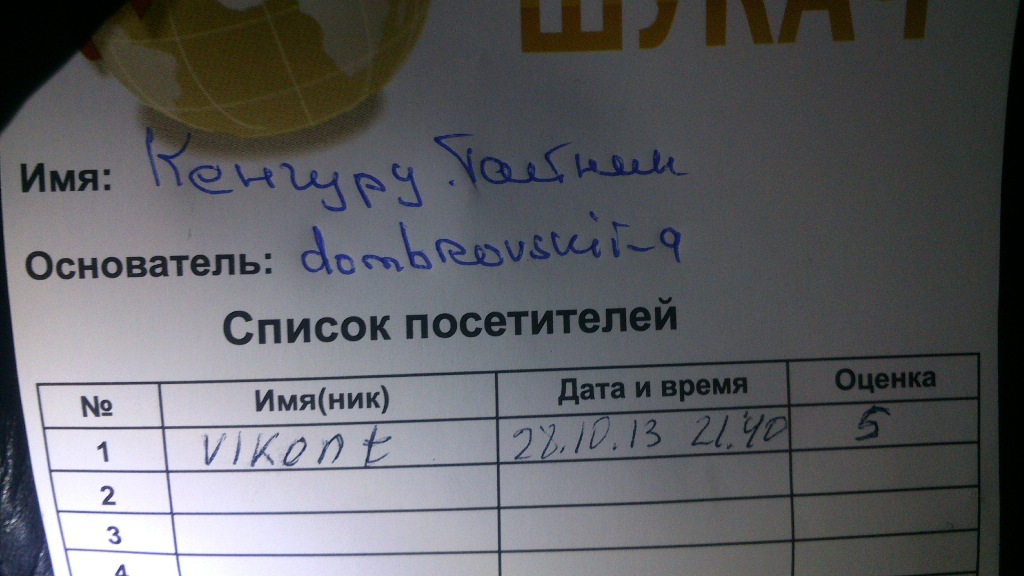 ШУКАЧ
Имя: Кенгуру. Тайник
Основатель: dombrovskii-q
Список посетителей
№ Имя(ник) Дата и время Оценка
1 VIKONt 22.10.13 21.40 5
2
3
4